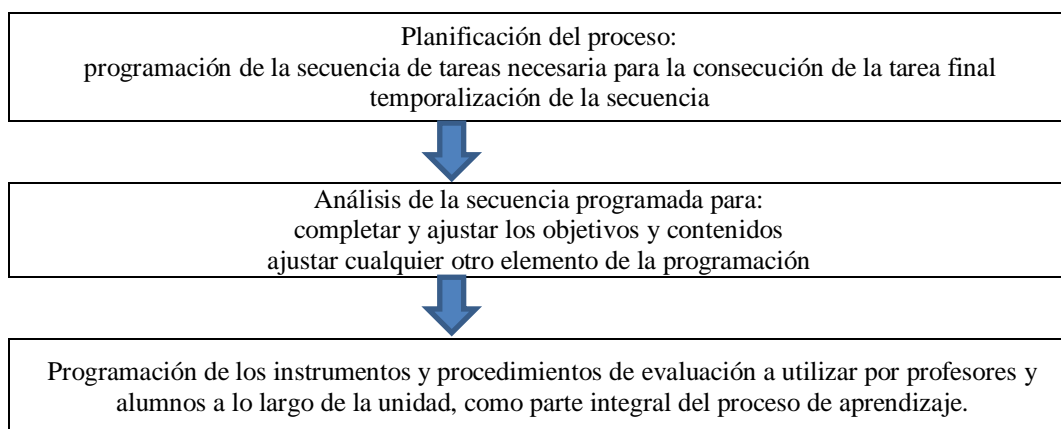 Planificación del proceso:
programación de la secuencia de tareas necesaria para la consecución de la tarea final
temporalización de la secuencia
Análisis de la secuencia programada para:
completar y ajustar los objetivos y contenidos
ajustar cualquier otro elemento de la programación
Programación de los instrumentos y procedimientos de evaluación a utilizar por profesores y
alumnos a lo largo de la unidad, como parte integral del proceso de aprendizaje.